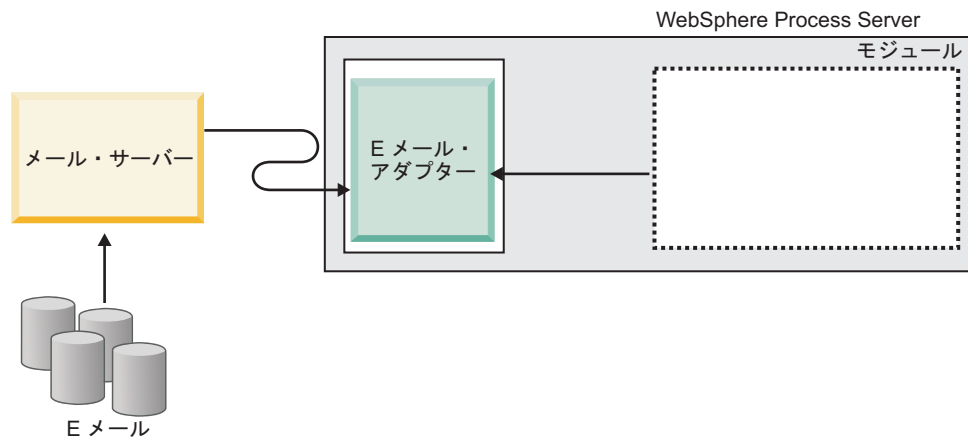 WebSphere Process Server
モジュール
メール・サーバー
E メール・
アダプター
E メール